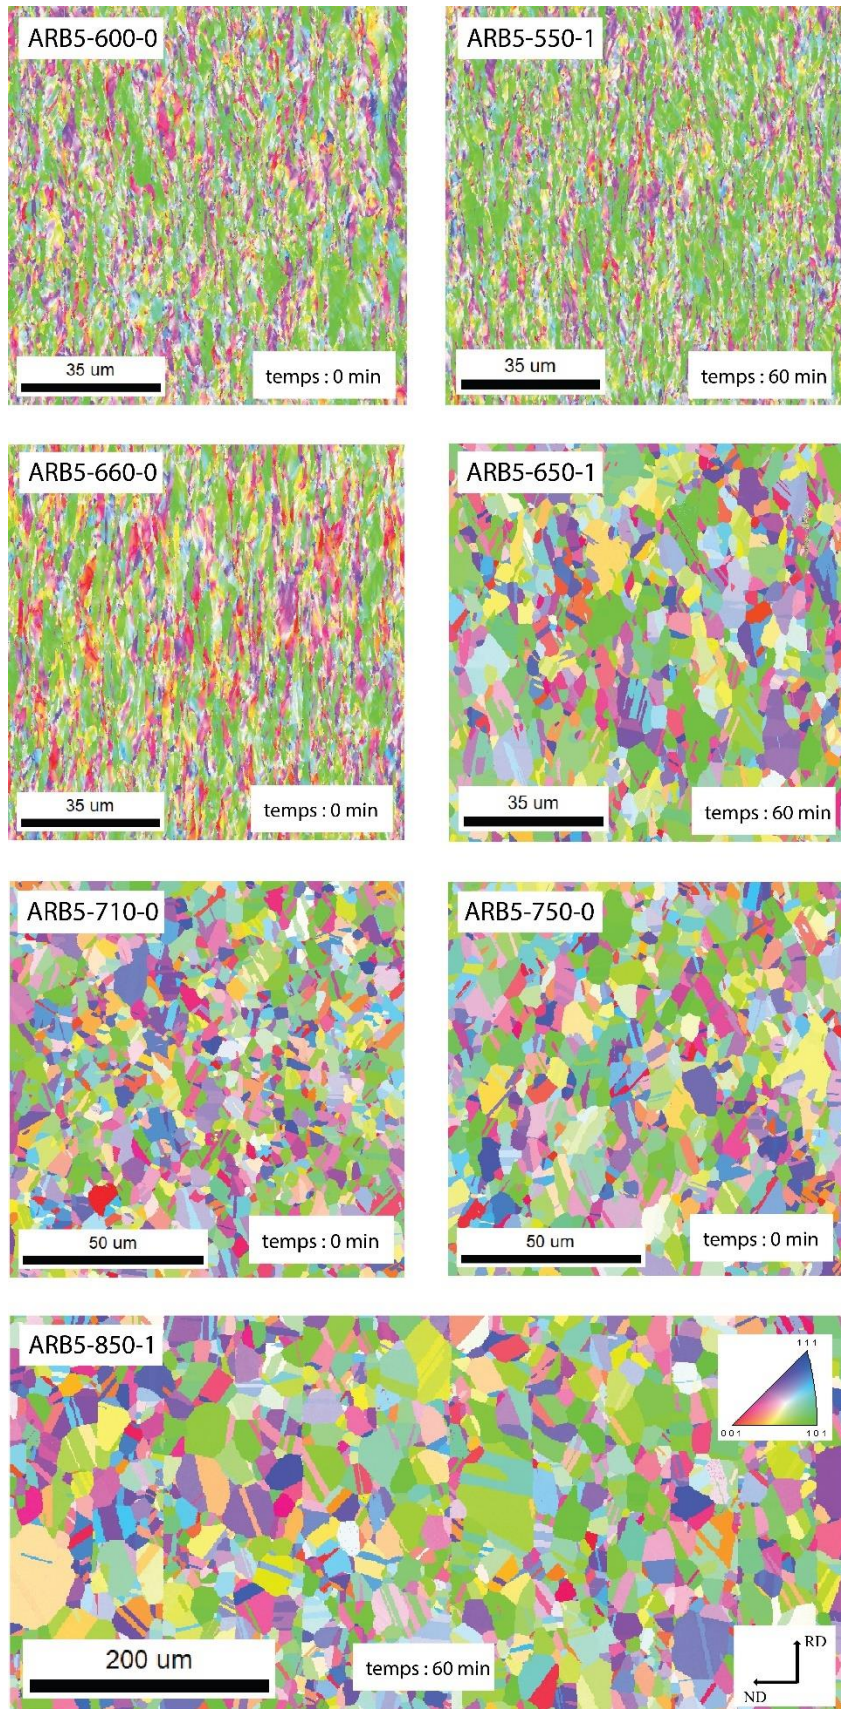 ARB5-600-0
35 um
temps : 0 min
ARB5-550-1
35 um
temps : 60 min
ARB5-660-0
35 um
temps : 0 min
ARB5-650-1
35 um
temps : 60 min
ARB5-710-0
50 um
temps : 0 min
ARB5-750-0
50 um
temps : 0 min
ARB5-850-1
111
001
101
200 um
temps : 60 min
RD
ND